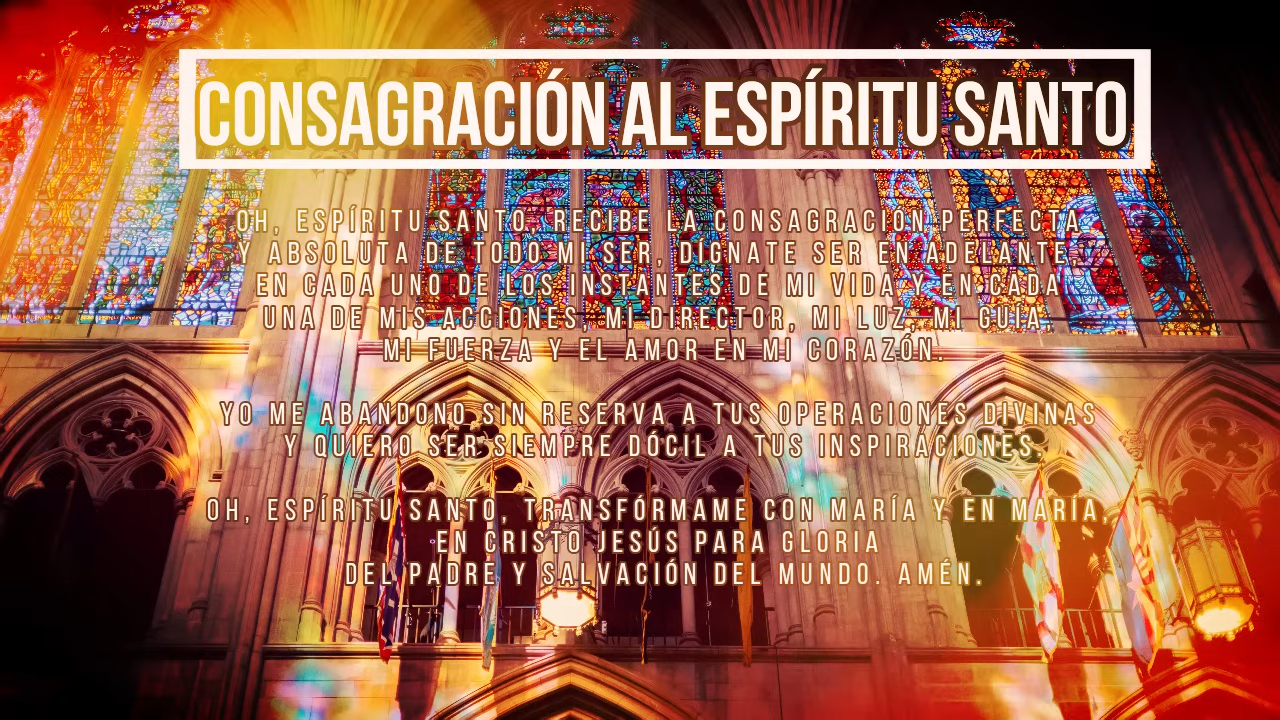 CONSAGRACIÓN AL ESPÍRITU SANTO
OH, ESPÍRITU SANTO, RECIBE LA CONSAGRACIÓN PERFECTA
Y ABSOLUTA DE TODO MI SER, DIGNATE SER EN ADELANTE,
EN CADA UNO DE LOS INSTANTES DE MI VIDA Y EN CADA
UNA DE MIS ACCIONES, MI DIRECTOR, MI LUZ, MI GUÍA,
MI FUERZA Y EL AMOR EN MI CORAZÓN.
YO ME ABANDONO SIN RESERVA A TUS OPERACIONES DIVINAS
Y QUIERO SER SIEMPRE DÓCIL A TUS INSPIRACIONES.
OH, ESPÍRITU SANTO, TRANSFÓRMAME CON MARÍA Y EN MARÍA,
EN CRISTO JESÚS PARA GLORIA
DEL PADRE Y SALVACIÓN DEL MUNDO. AMÉN.